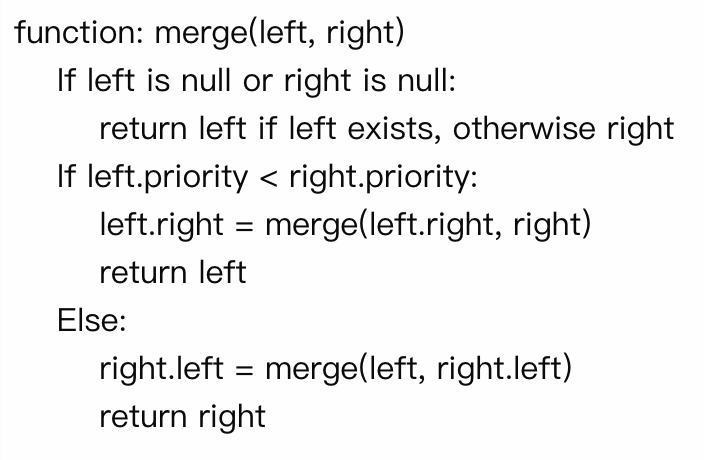 function: merge(left, right)
If left is null or right is null:
return left if left exists, otherwise right
If left.priority < right.priority:
left.right = merge(left.right, right)
return left
Else:
right.left = merge(left, right.left)
return right